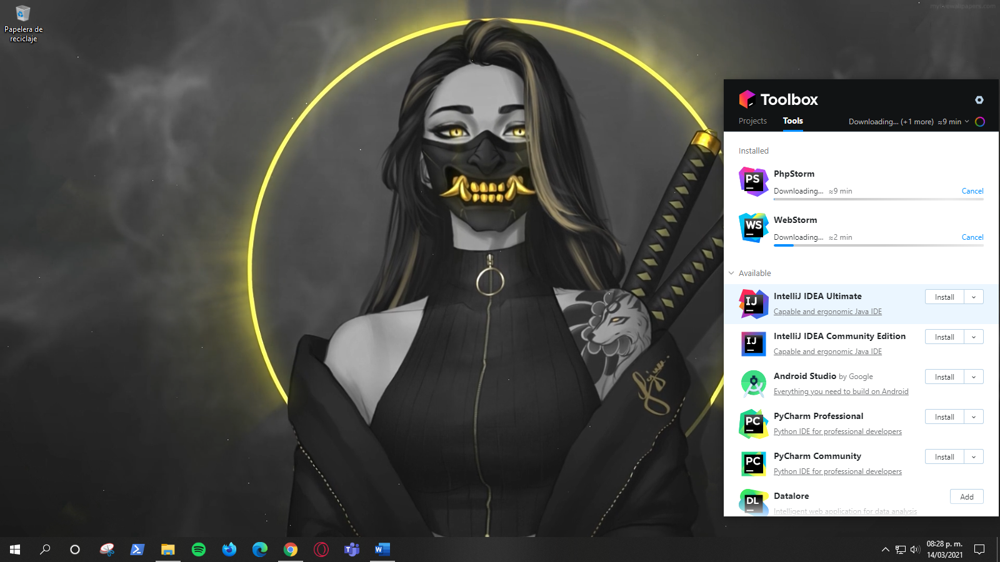 Papelera de
reciclaje
mylivewallpapers.com
Toolbox
Projects
Tools
Downloading... (+1 more) ≈9 min
Installed
PS
PhpStorm
Downloading... ≈9 min
Cancel
WS
WebStorm
Downloading... ≈2 min
Cancel
Available
IJ
IntelliJ IDEA Ultimate
Capable and ergonomic Java IDE
Install
IJ
IntelliJ IDEA Community Edition
Capable and ergonomic Java IDE
Install
Android Studio by Google
Everything you need to build on Android
Install
PC
PyCharm Professional
Python IDE for professional developers
Install
PC
PyCharm Community
Python IDE for professional developers
Install
DL
Datalore
Intelligent web application for data analysis
Add
08:28 p. m.
14/03/2021